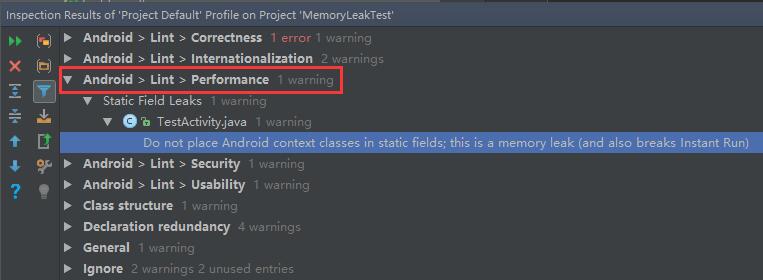 Inspection Results of 'Project Default' Profile on Project 'MemoryLeakTest'
Android > Lint > Correctness 1 error 1 warning
Android > Lint > Internationalization 2 warnings
Android > Lint > Performance 1 warning
Static Field Leaks 1 warning
C TestActivity.java 1 warning
Do not place Android context classes in static fields; this is a memory leak (and also breaks Instant Run)
Android > Lint > Security 1 warning
Android > Lint > Usability 1 warning
Class structure 1 warning
Declaration redundancy 4 warnings
General 1 warning
Ignore 2 warnings 2 unused entries